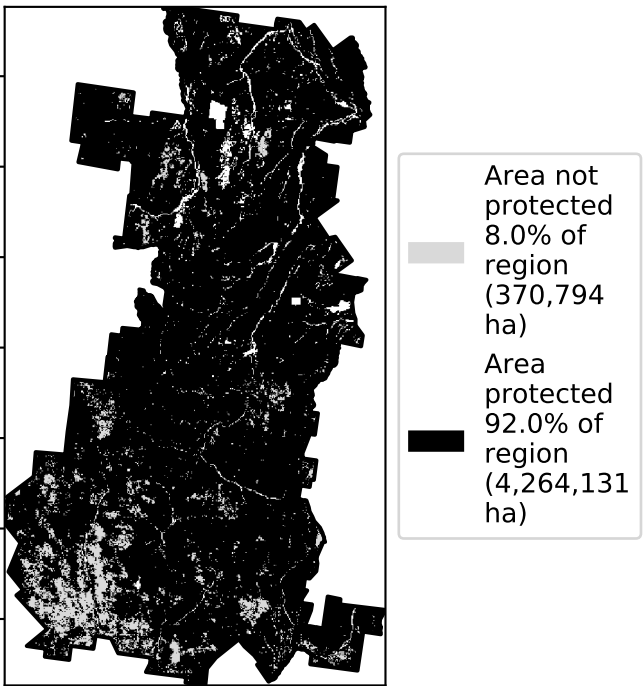 Area not
protected
8.0% of
region
(370,794
ha)
Area
protected
92.0% of
region
(4,264,131
ha)